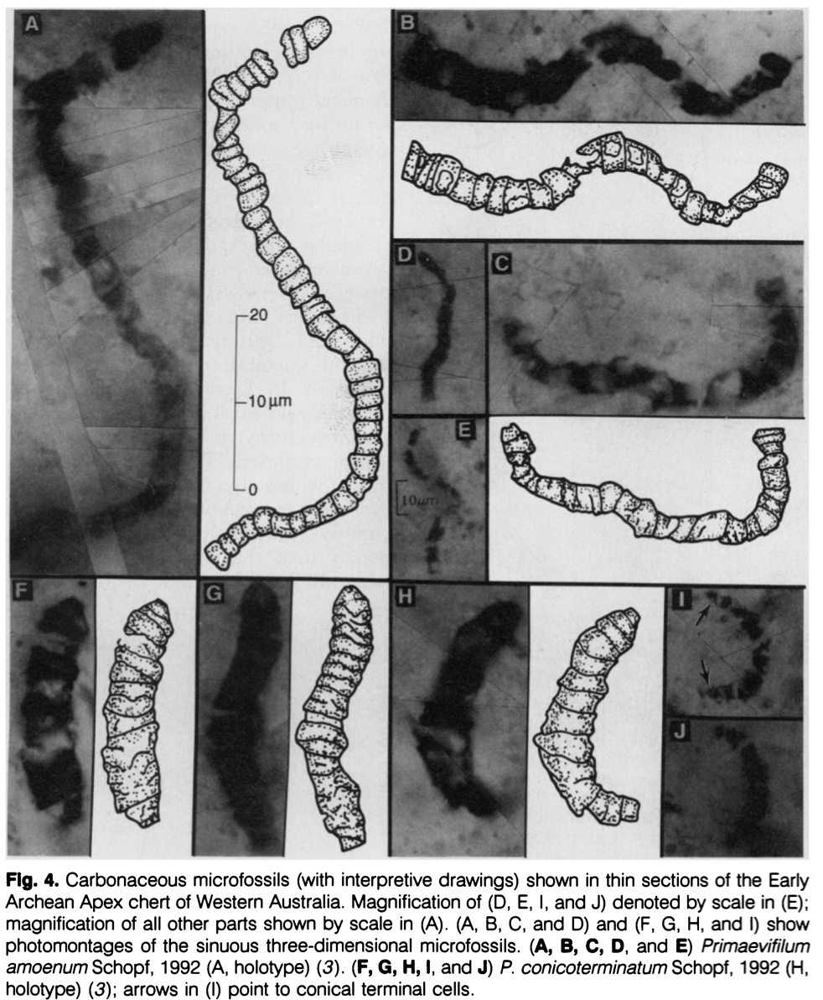 A
B
20
10 μm
0
D
C
E
10μm
F
G
H
I
J
Fig. 4. Carbonaceous microfossils (with interpretive drawings) shown in thin sections of the Early
Archean Apex chert of Western Australia. Magnification of (D, E, I, and J) denoted by scale in (E);
magnification of all other parts shown by scale in (A). (A, B, C, and D) and (F, G, H, and I) show
photomontages of the sinuous three-dimensional microfossils. (A, B, C, D, and E) Primaevifilum
amoenum Schopf, 1992 (A, holotype) (3). (F, G, H, I, and J) P. conicoterminatum Schopf, 1992 (H,
holotype) (3); arrows in (I) point to conical terminal cells.